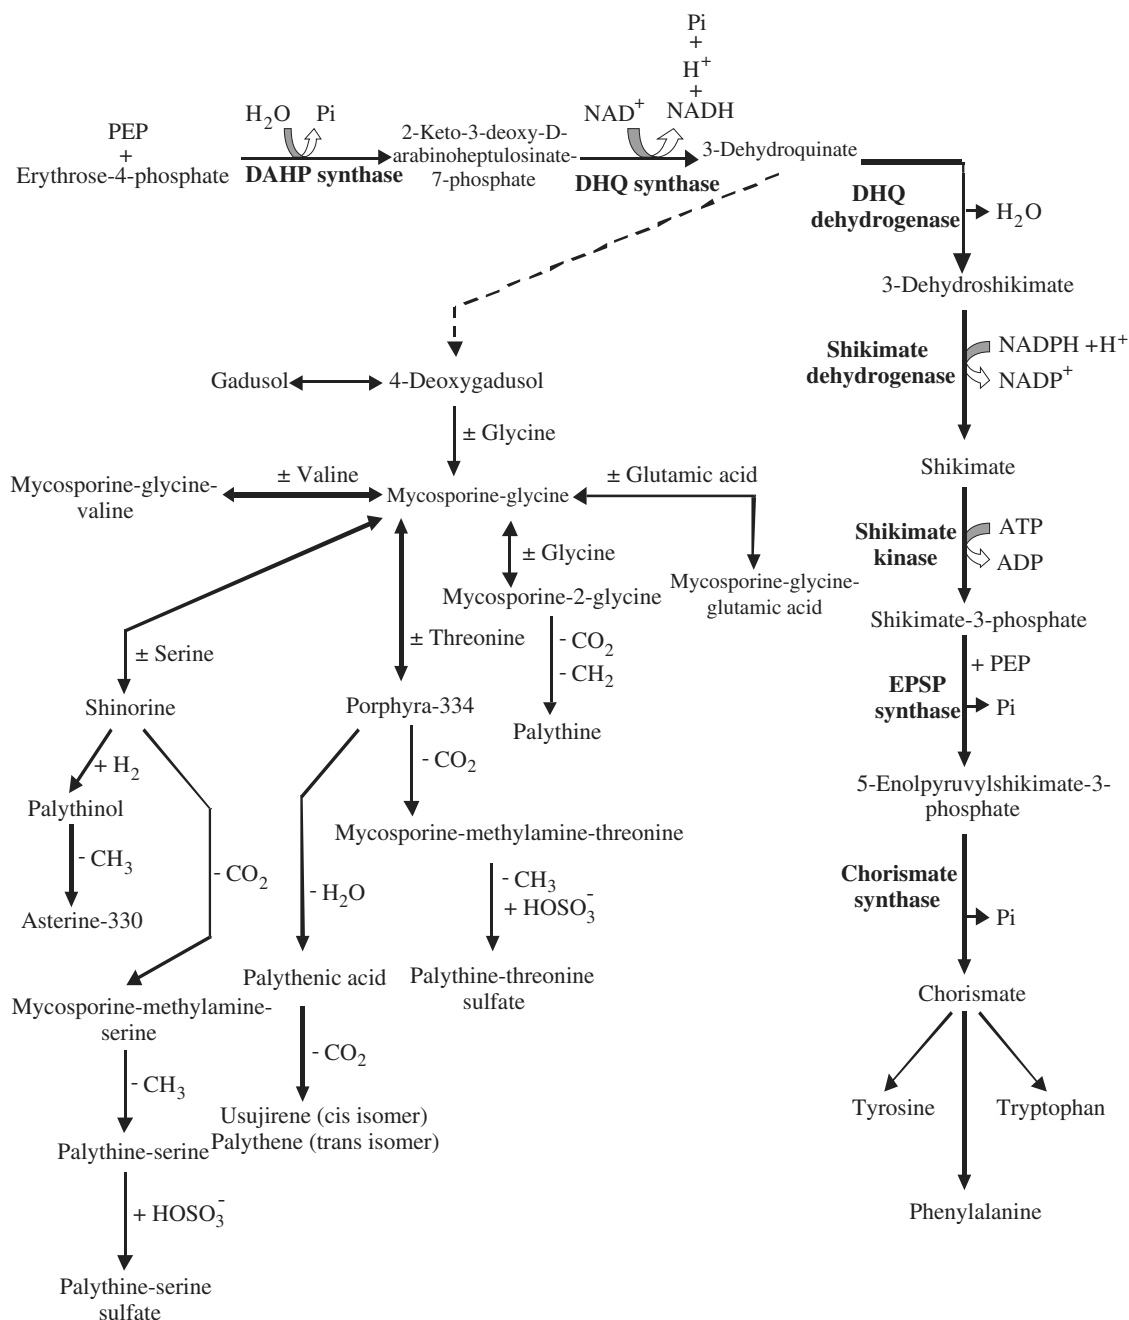 Pi
+
H+
+
NADH
H2O
Pi
NAD+
PEP
+
Erythrose-4-phosphate
DAHP synthase
2-Keto-3-deoxy-D-
arabinoheptulosinate-
7-phosphate
DHQ synthase
3-Dehydroquinate
DHQ
dehydrogenase
H2O
3-Dehydroshikimate
Shikimate
dehydrogenase
NADPH +H+
NADP+
Gadusol
4-Deoxygadusol
± Glycine
Shikimate
Mycosporine-glycine-
valine
± Valine
Mycosporine-glycine
± Glutamic acid
± Glycine
Mycosporine-glycine-
glutamic acid
Shikimate
kinase
ATP
ADP
Mycosporine-2-glycine
Shikimate-3-phosphate
± Serine
± Threonine
- CO2
- CH2
+ PEP
EPSP
synthase
Pi
Shinorine
Porphyra-334
Palythine
+ H2
- CO2
5-Enolpyruvylshikimate-3-
phosphate
Palythinol
Mycosporine-methylamine-threonine
- CH3
- CO2
- H2O
- CH3
+ HOSO3-
Chorismate
synthase
Pi
Asterine-330
Palythenic acid
Palythine-threonine
sulfate
Chorismate
Mycosporine-methylamine-
serine
- CH3
- CO2
Usujirene (cis isomer)
Palythene (trans isomer)
Tyrosine
Tryptophan
Palythine-serine
+ HOSO3-
Phenylalanine
Palythine-serine
sulfate